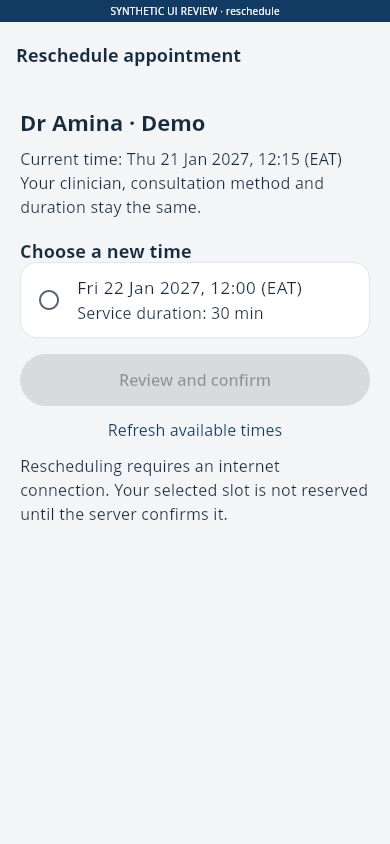 SYNTHETIC UI REVIEW · reschedule
Reschedule appointment
Dr Amina · Demo
Current time: Thu 21 Jan 2027, 12:15 (EAT)
Your clinician, consultation method and
duration stay the same.
Choose a new time
Fri 22 Jan 2027, 12:00 (EAT)
Service duration: 30 min
Review and confirm
Refresh available times
Rescheduling requires an internet
connection. Your selected slot is not reserved
until the server confirms it.